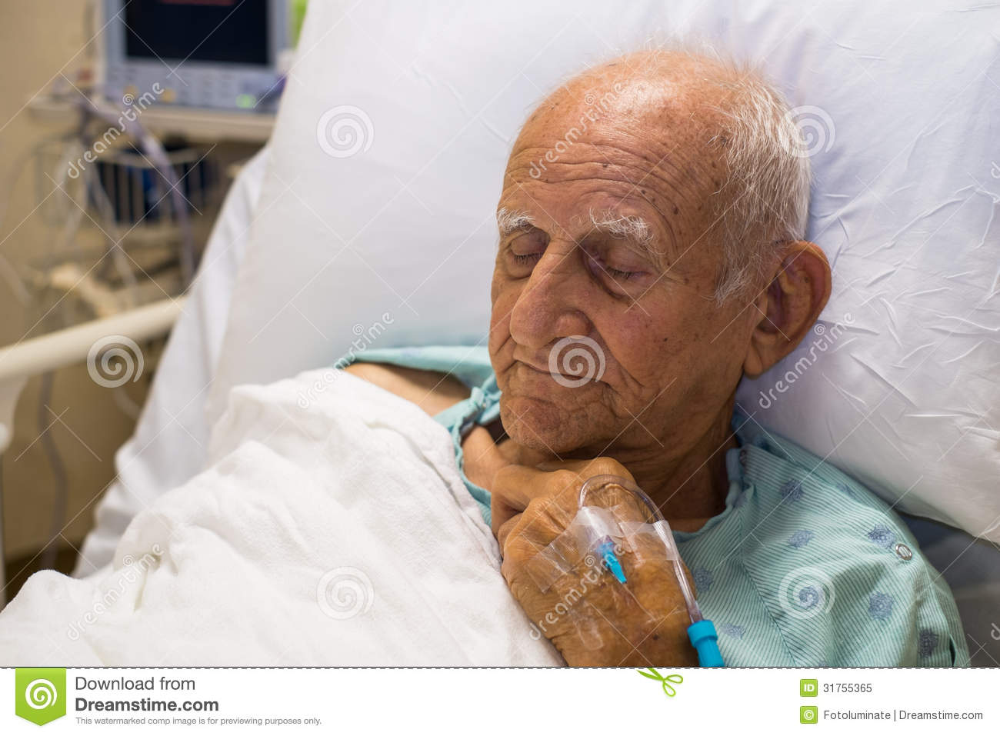 dreamstime
dreamstime
dreamstime
dreamstime
dreamstime
dreamstime
dreamstime
Download from
Dreamstime.com
This watermarked comp image is for previewing purposes only.
ID 31755365
© Fotoluminate | Dreamstime.com